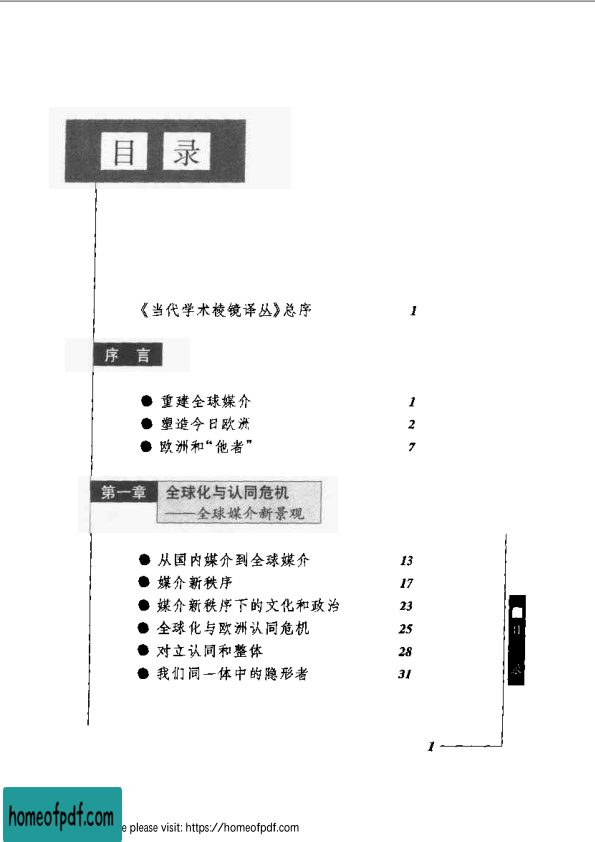 目 录
《当代学术棱镜译丛》总序 1
序 言
● 重建全球媒介 1
● 塑造今日欧洲 2
● 欧洲和“他者” 7
第一章 全球化与认同危机
——全球媒介新景观
● 从国内媒介到全球媒介 13
● 媒介新秩序 17
● 媒介新秩序下的文化和政治 23
● 全球化与欧洲认同危机 25
● 对立认同和整体 28
● 我们同一体中的隐形者 31
目录
1
homeofpdf.com
e please visit: https://homeofpdf.com